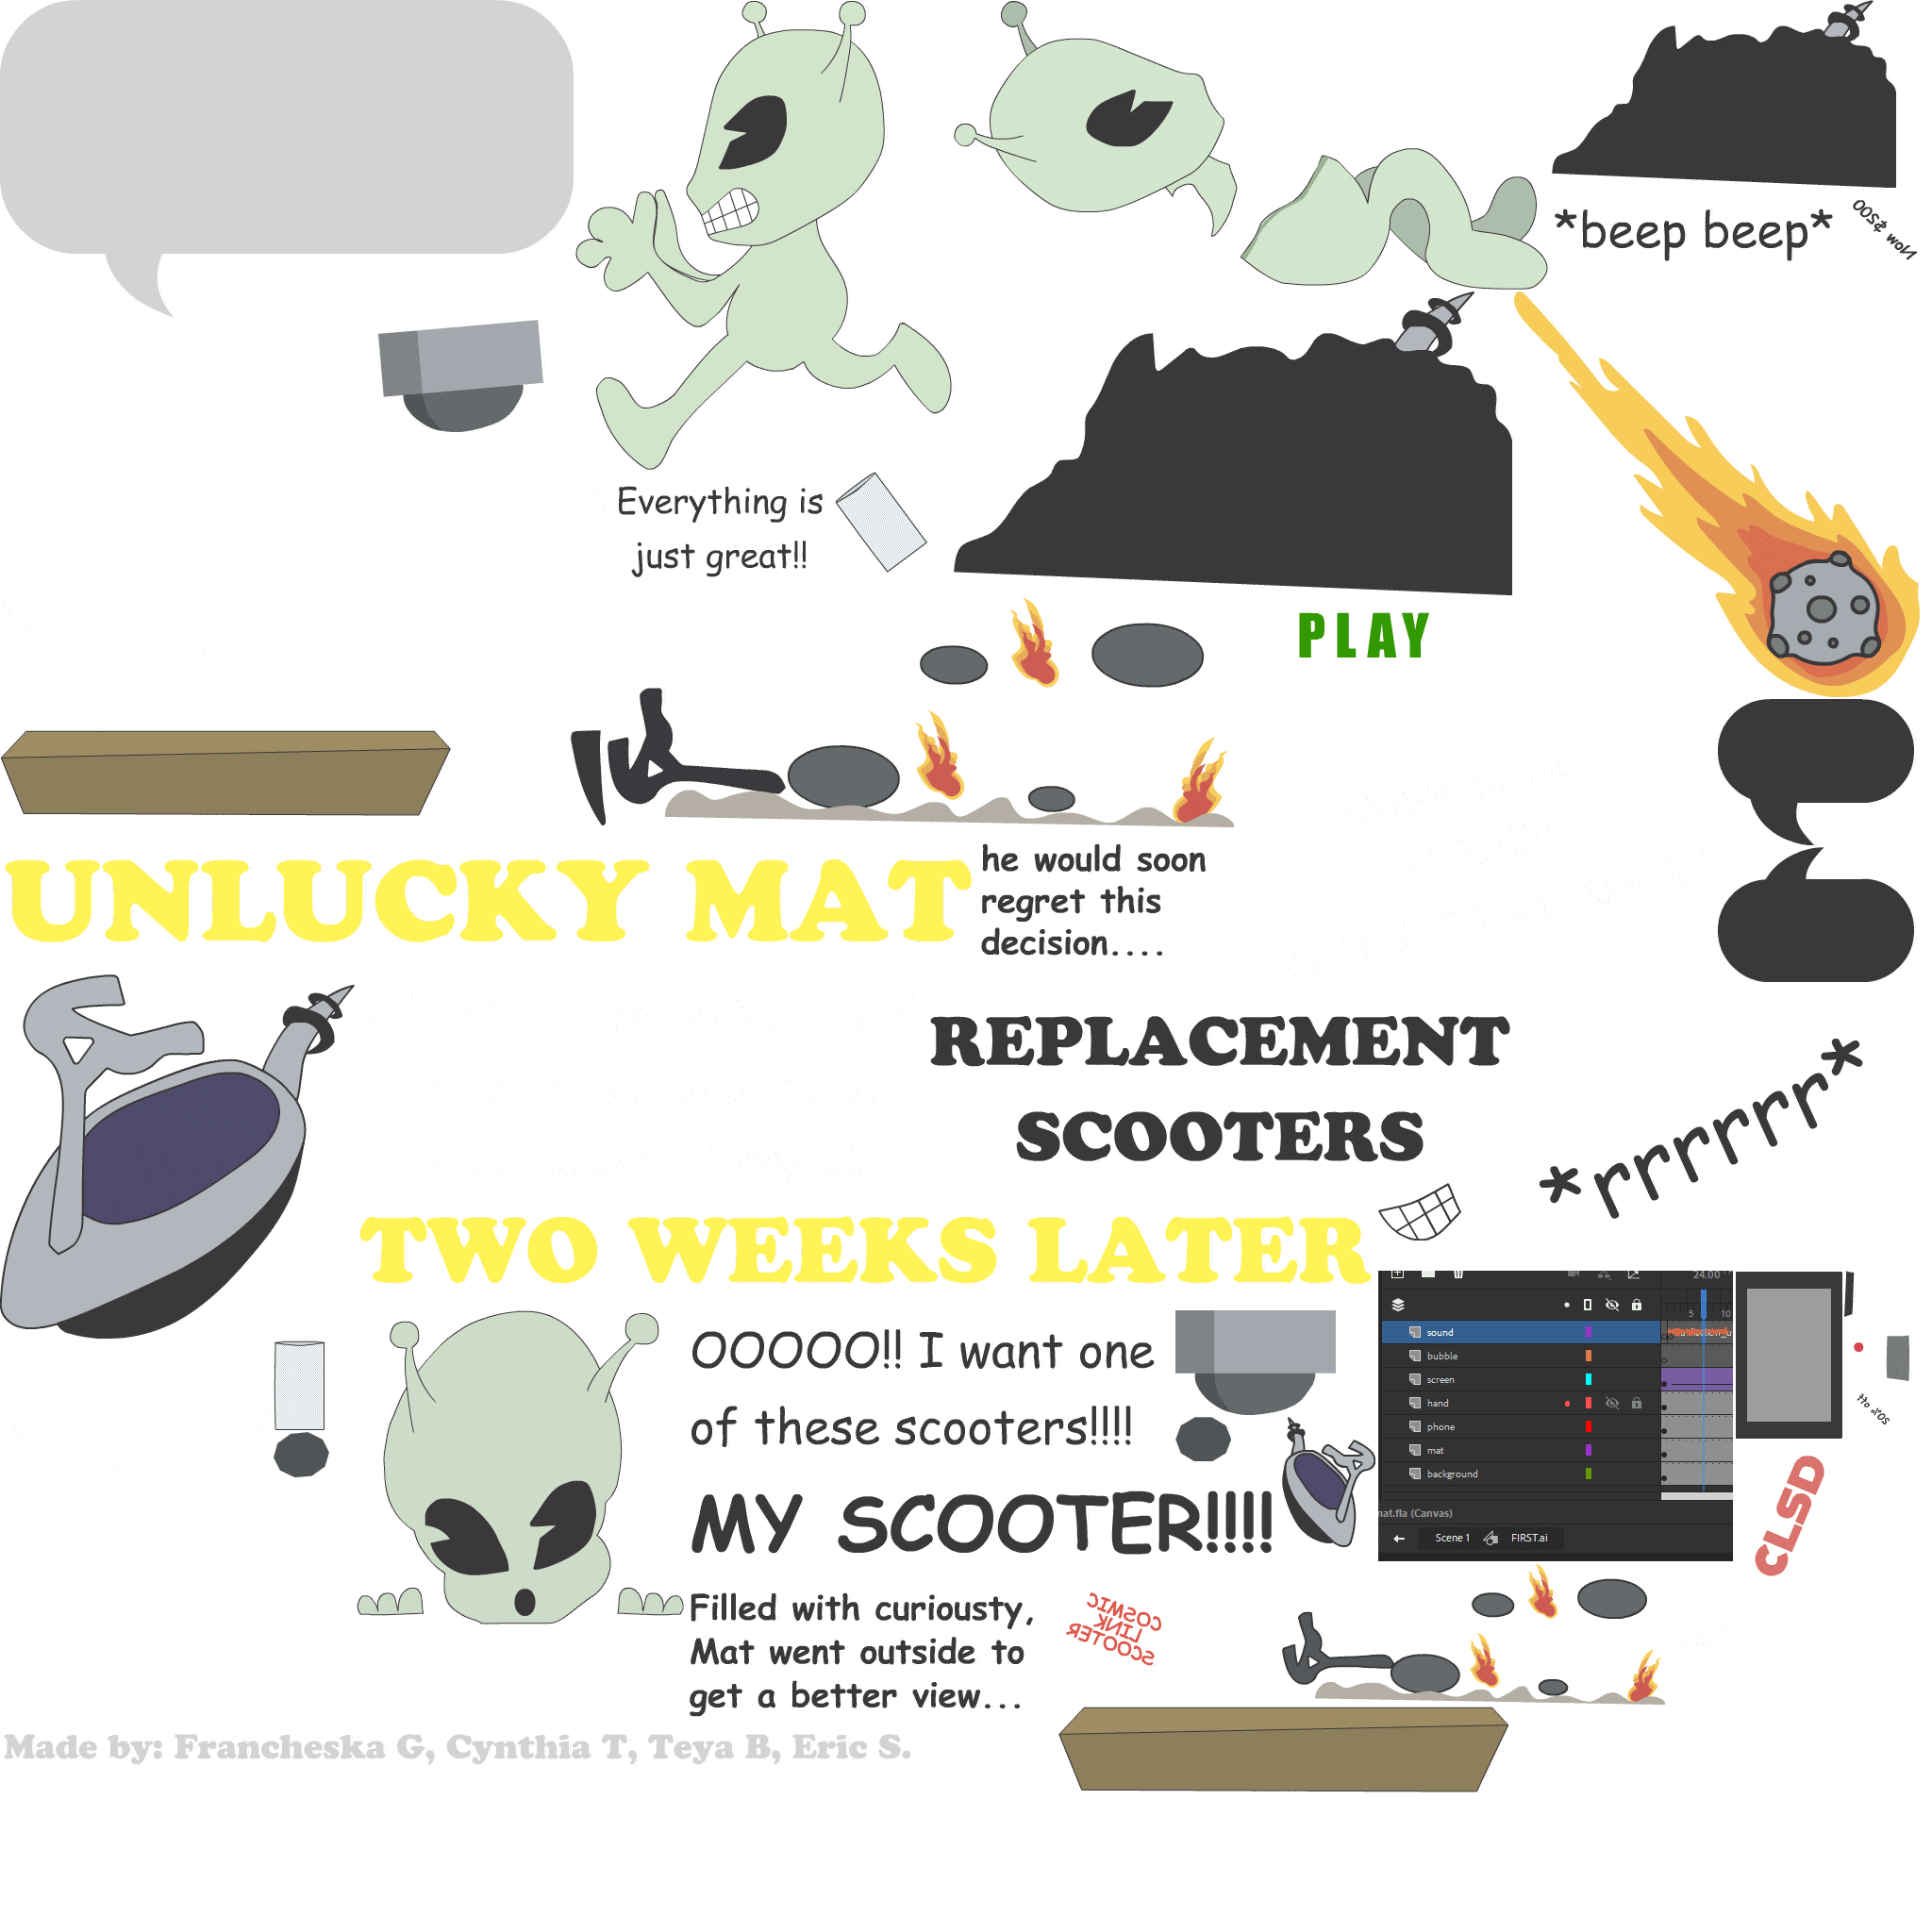 *beep beep*
Now $200
Everything is
just great!!
PLAY
UNLUCKY MAT
he would soon
regret this
decision....
REPLACEMENT
SCOOTERS
*rrrrrrr*
TWO WEEKS LATER
24.00
5 10
sound
bubble
screen
hand
phone
mat
background
mat.fla (Canvas)
Scene 1 FIRST.ai
OOOOO!! I want one
of these scooters!!!!
MY SCOOTER!!!!
50% off
CLSD
Filled with curiousty,
Mat went outside to
get a better view...
COSMIC
LINK
SCOOTER
Made by: Francheska G, Cynthia T, Teya B, Eric S.